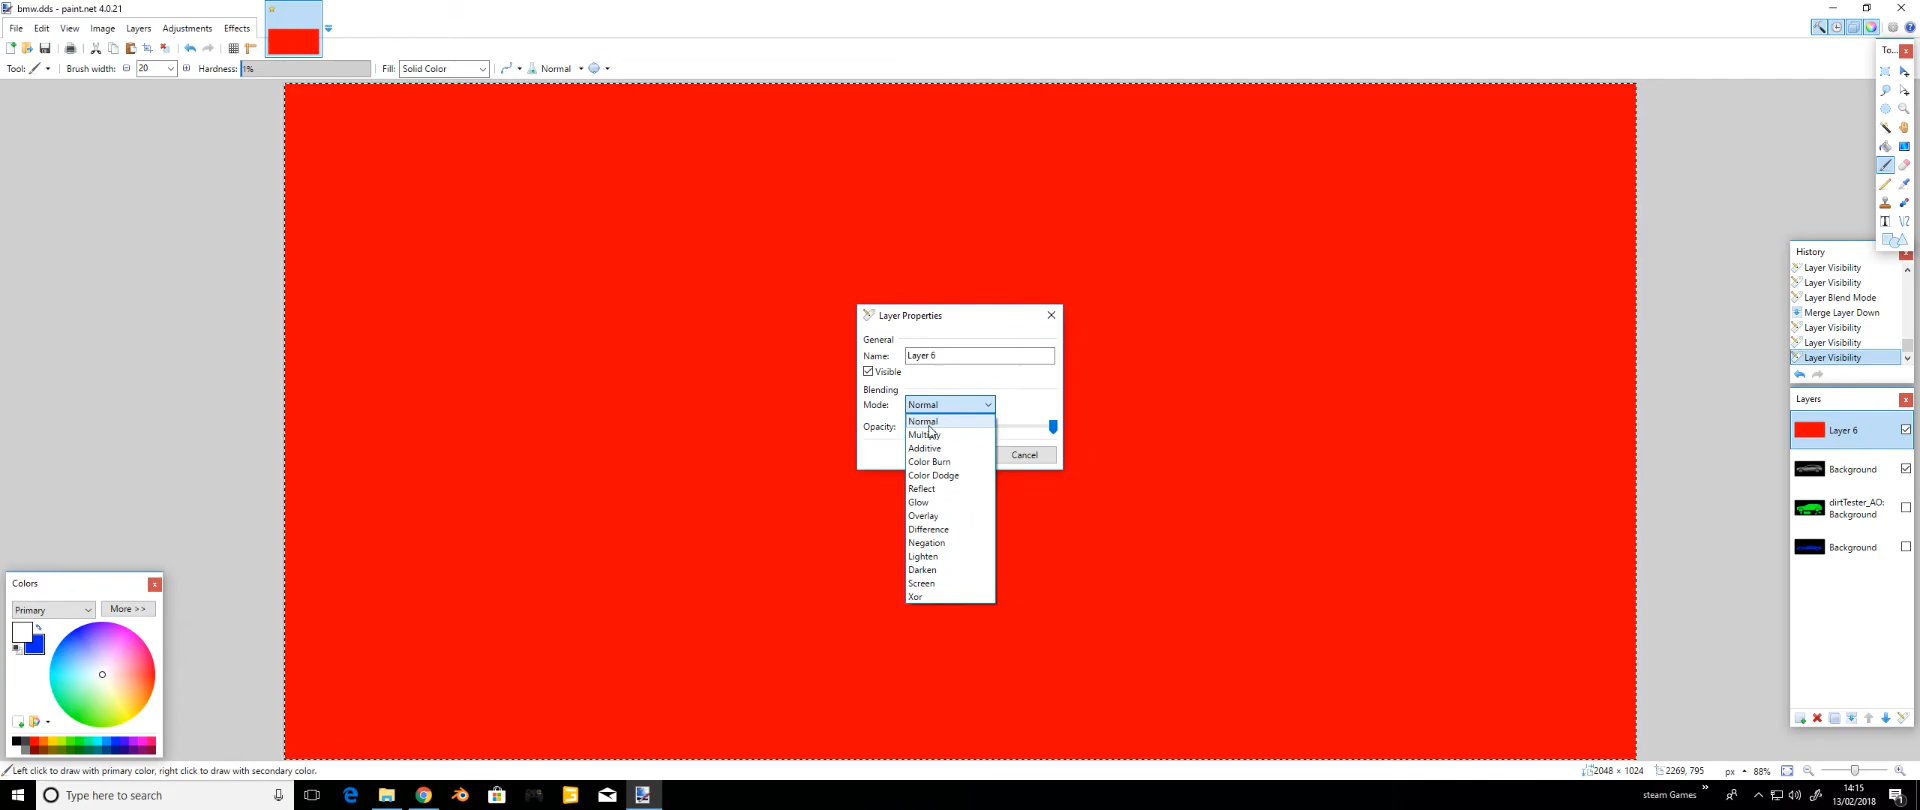 bmw.dds - paint.net 4.0.21
File Edit View Image Layers Adjustments Effects
Tool: Brush width: 20 Hardness: 1% Fill: Solid Color Normal
To...
Layer Properties
General
Name: Layer 6
Visible
Blending
Mode: Normal
Opacity:
Normal
Multiply
Additive
Color Burn
Color Dodge
Reflect
Glow
Overlay
Difference
Negation
Lighten
Darken
Screen
Xor
Cancel
History
Layer Visibility
Layer Visibility
Layer Blend Mode
Merge Layer Down
Layer Visibility
Layer Visibility
Layer Visibility
Layers
Layer 6
Background
dirtTester_AO:
Background
Background
Colors
Primary More >>
Left click to draw with primary color, right click to draw with secondary color.
2048 × 1024 2269, 795 px 88%
Type here to search
steam Games
14:15
13/02/2018